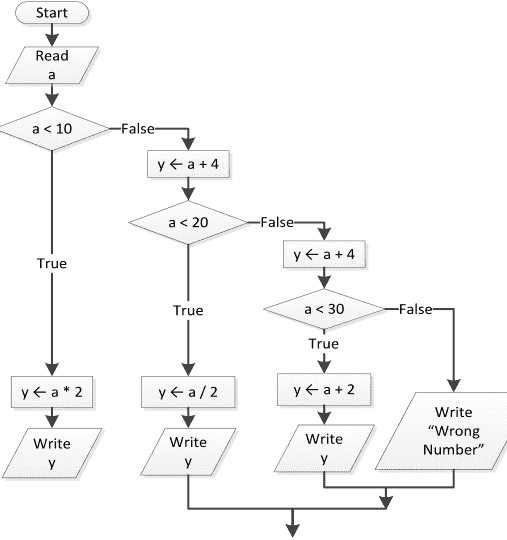 Start
Read
a
a < 10
False
y ← a + 4
a < 20
False
y ← a + 4
True
a < 30
False
True
True
y ← a * 2
y ← a / 2
y ← a + 2
Write
y
Write
y
Write
y
Write
“Wrong
Number”